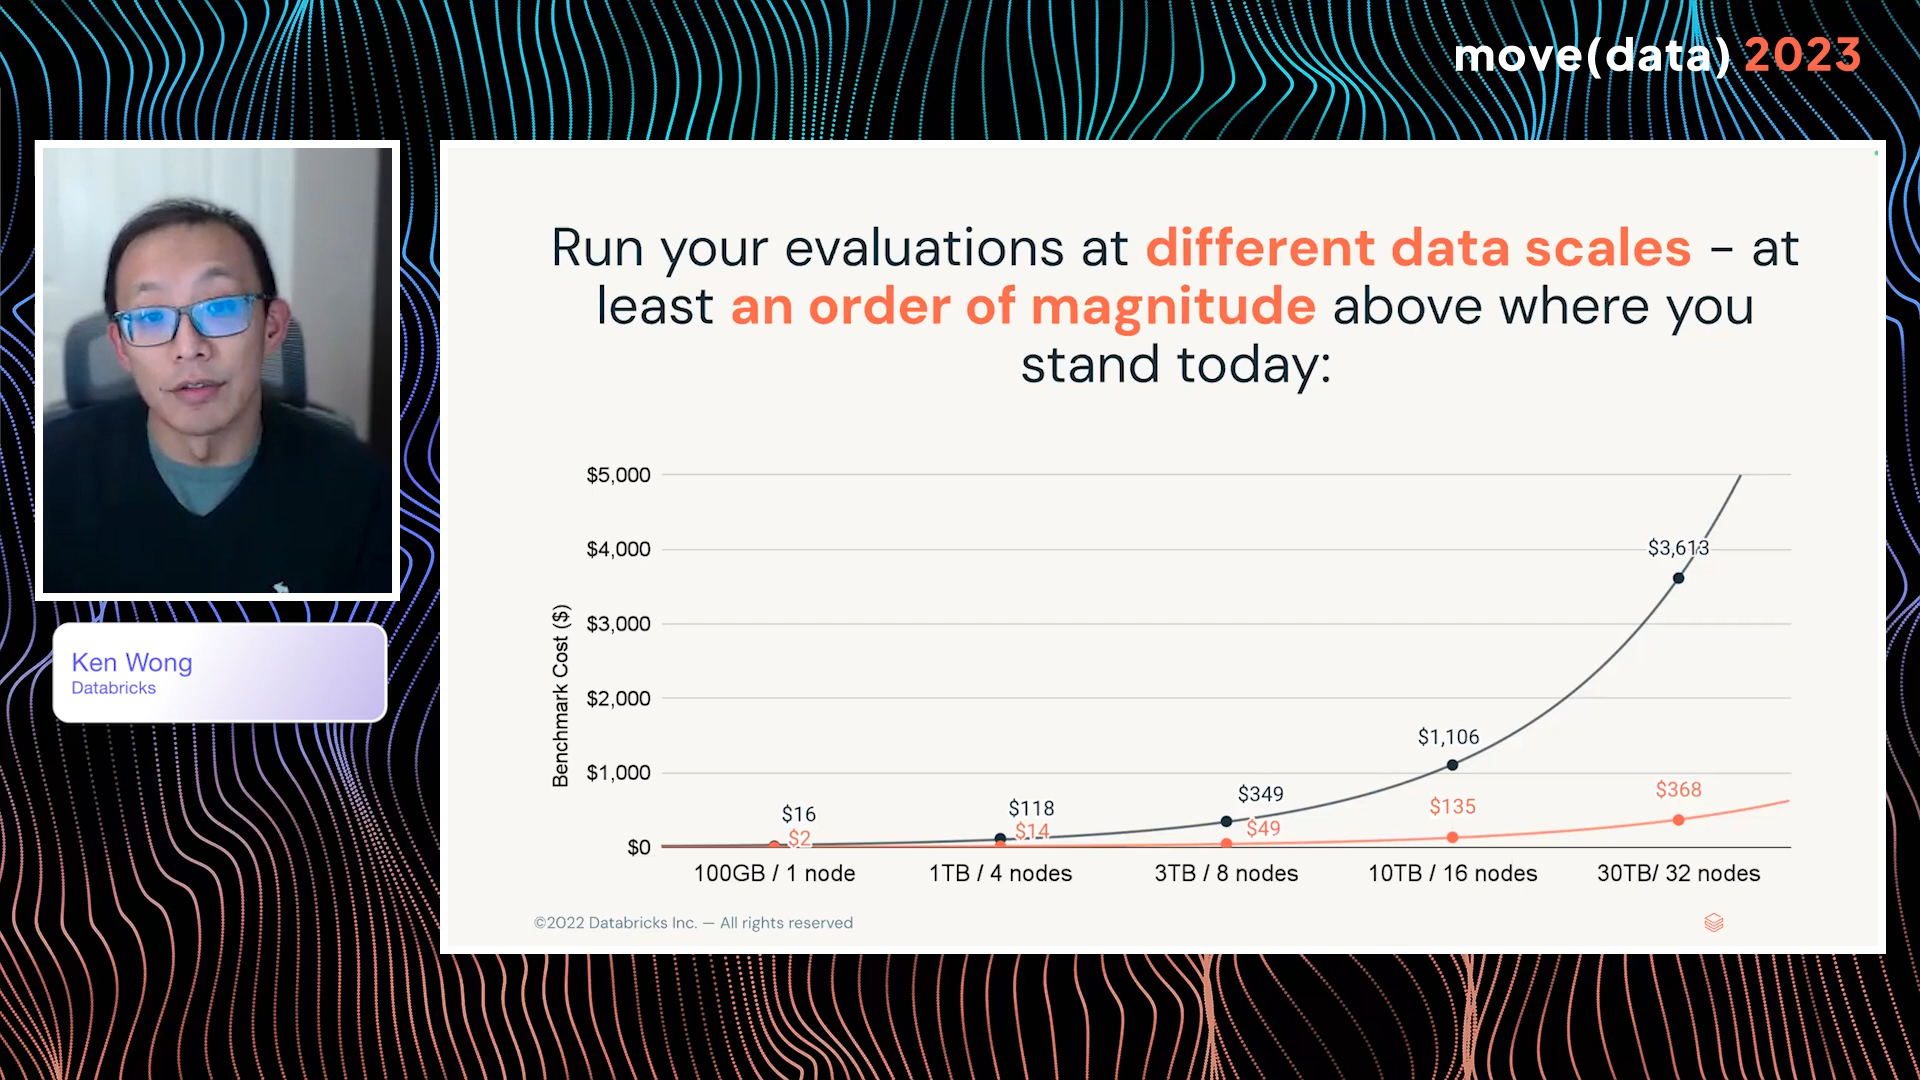 move(data) 2023
Ken Wong
Databricks
Run your evaluations at different data scales - at
least an order of magnitude above where you
stand today:
Benchmark Cost ($)
$5,000
$4,000
$3,000
$2,000
$1,000
$0
$16
$118
$349
$1,106
$3,613
$2
$14
$49
$135
$368
100GB / 1 node
1TB / 4 nodes
3TB / 8 nodes
10TB / 16 nodes
30TB/ 32 nodes
©2022 Databricks Inc. — All rights reserved